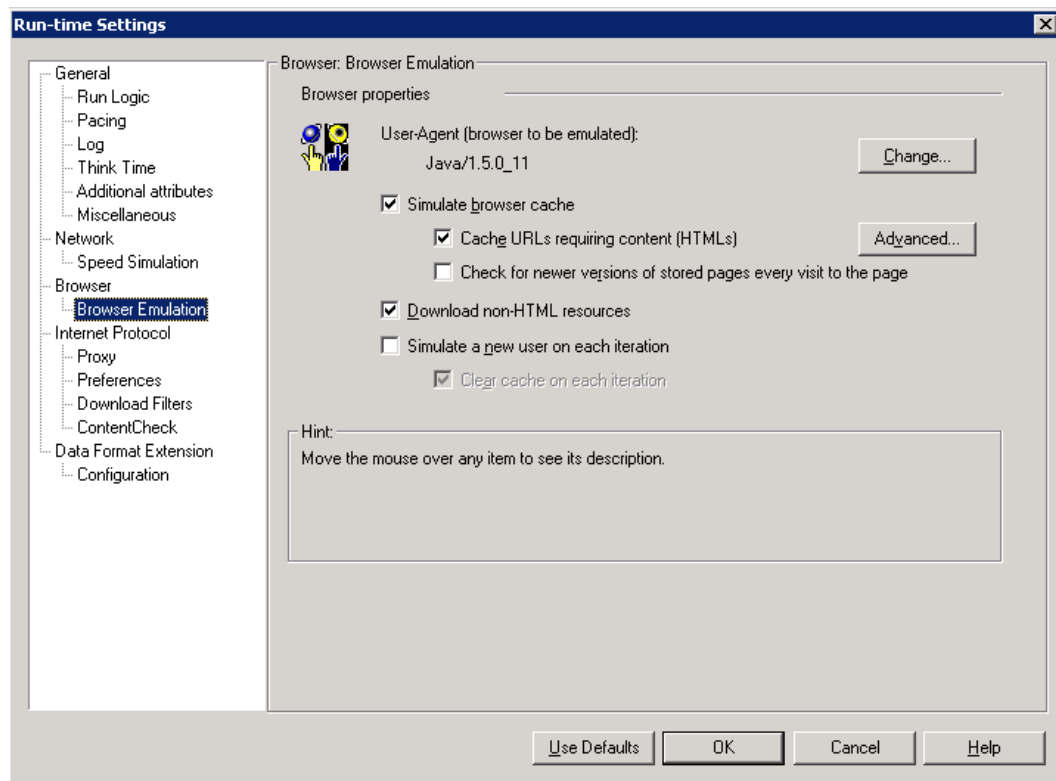 Run-time Settings
General
Run Logic
Pacing
Log
Think Time
Additional attributes
Miscellaneous
Network
Speed Simulation
Browser
Browser Emulation
Internet Protocol
Proxy
Preferences
Download Filters
ContentCheck
Data Format Extension
Configuration
Browser: Browser Emulation
Browser properties
User-Agent (browser to be emulated):
Java/1.5.0_11
Change...
Simulate browser cache
Cache URLs requiring content (HTMLs)
Advanced...
Check for newer versions of stored pages every visit to the page
Download non-HTML resources
Simulate a new user on each iteration
Clear cache on each iteration
Hint:
Move the mouse over any item to see its description.
Use Defaults
OK
Cancel
Help